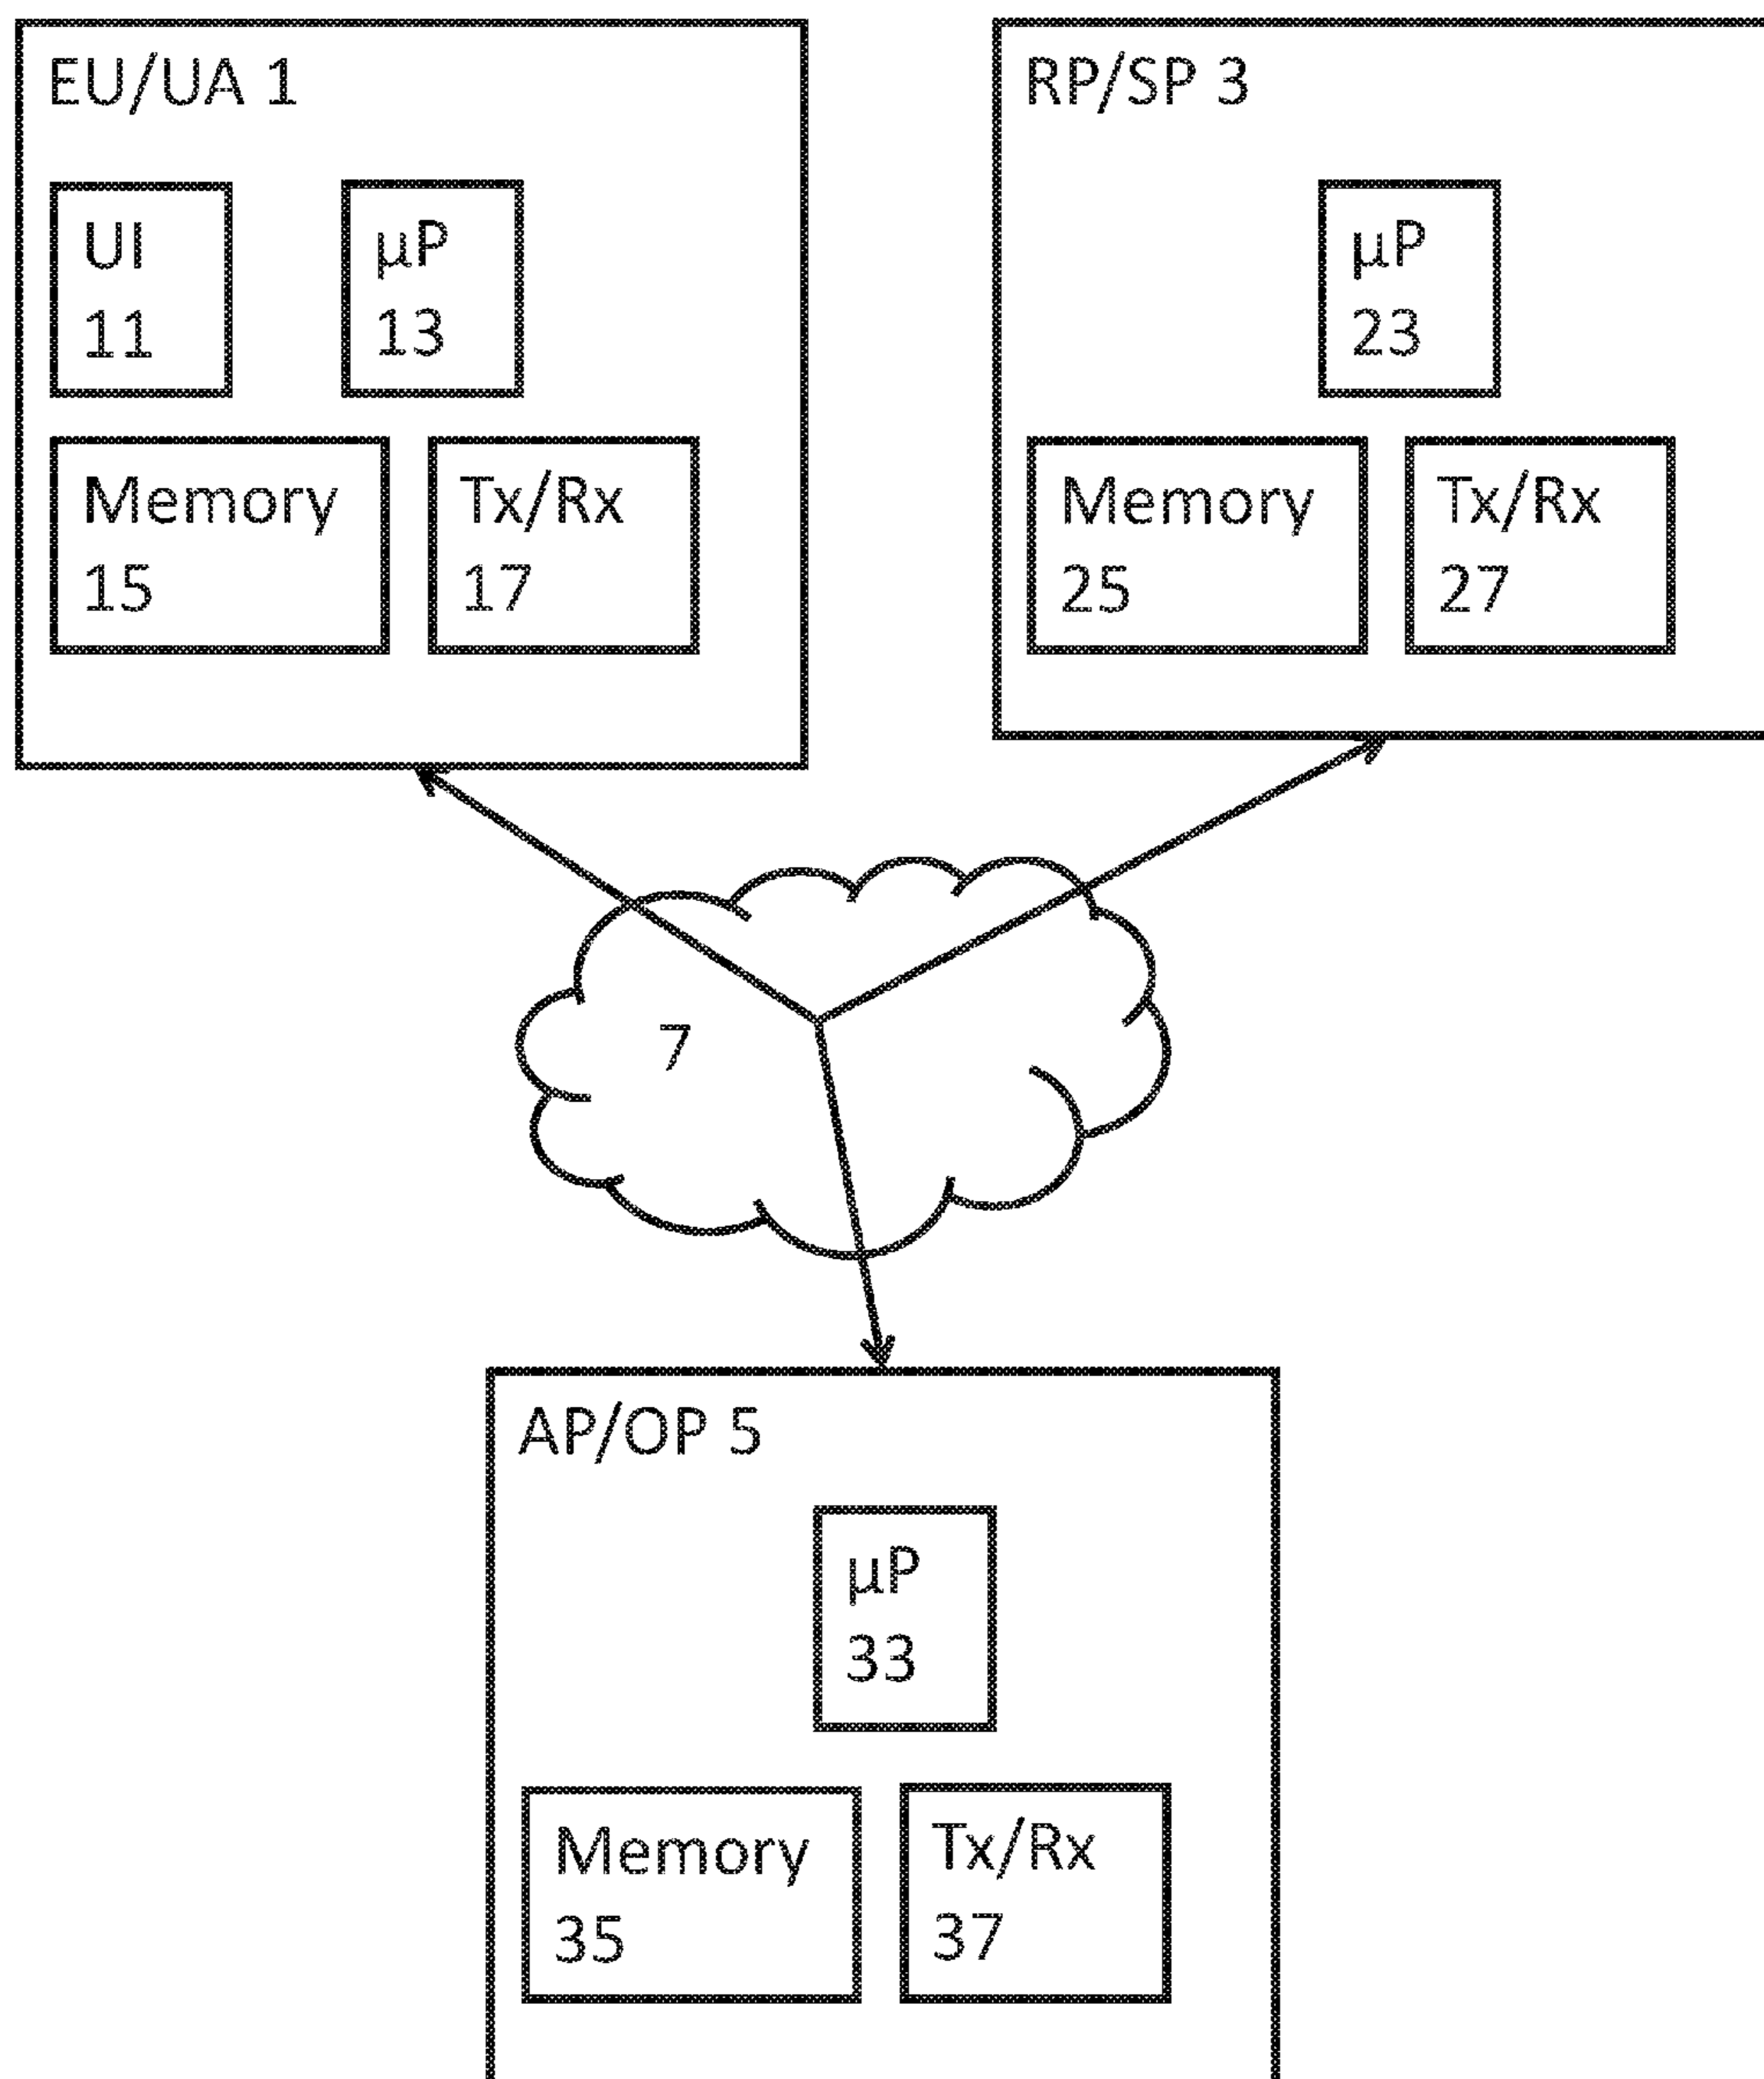 EU/UA 1
UI
11
µP
13
Memory
15
Tx/Rx
17
RP/SP 3
µP
23
Memory
25
Tx/Rx
27
7
AP/OP 5
µP
33
Memory
35
Tx/Rx
37